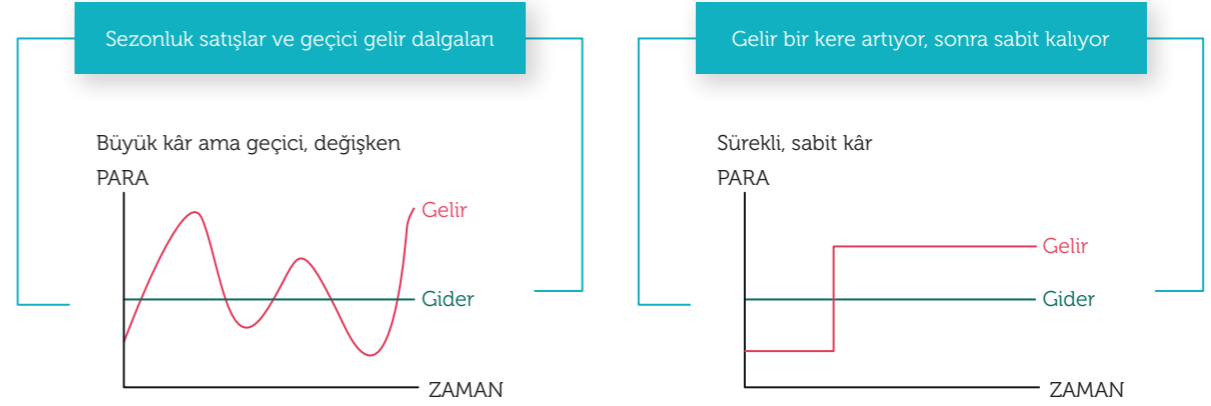 Sezonluk satışlar ve geçici gelir dalgaları
Büyük kâr ama geçici, değişken
PARA
Gelir
Gider
ZAMAN
Gelir bir kere artıyor, sonra sabit kalıyor
Sürekli, sabit kâr
PARA
Gelir
Gider
ZAMAN